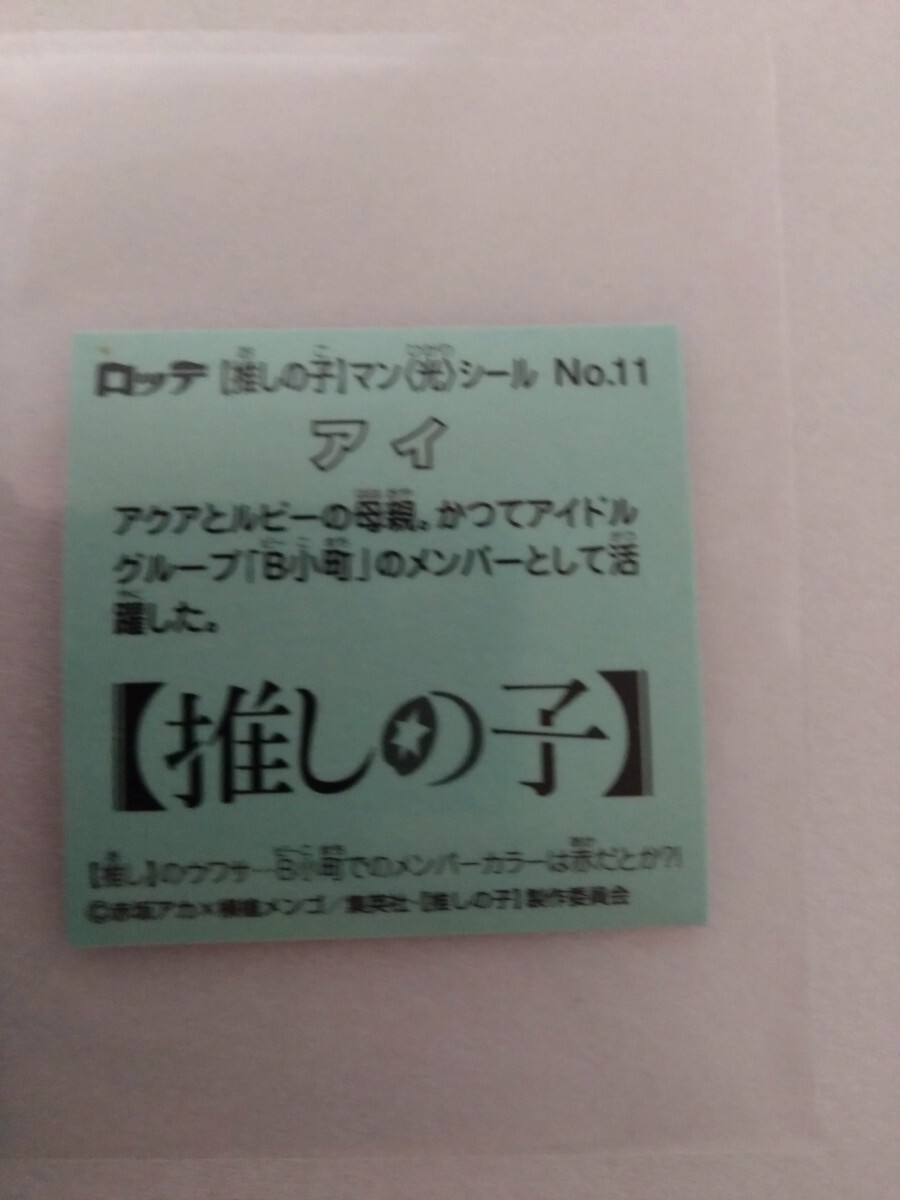 ロッテ 【推しの子】マン〈光〉シール No.11
アイ
アクアとルビーの母親。かつてアイドル
グループ「B小町」のメンバーとして活
躍した。
【推しの子】
【推し】のウワサ…B小町でのメンバーカラーは赤だとか?!
©赤坂アカ×横槍メンゴ/集英社・【推しの子】製作委員会